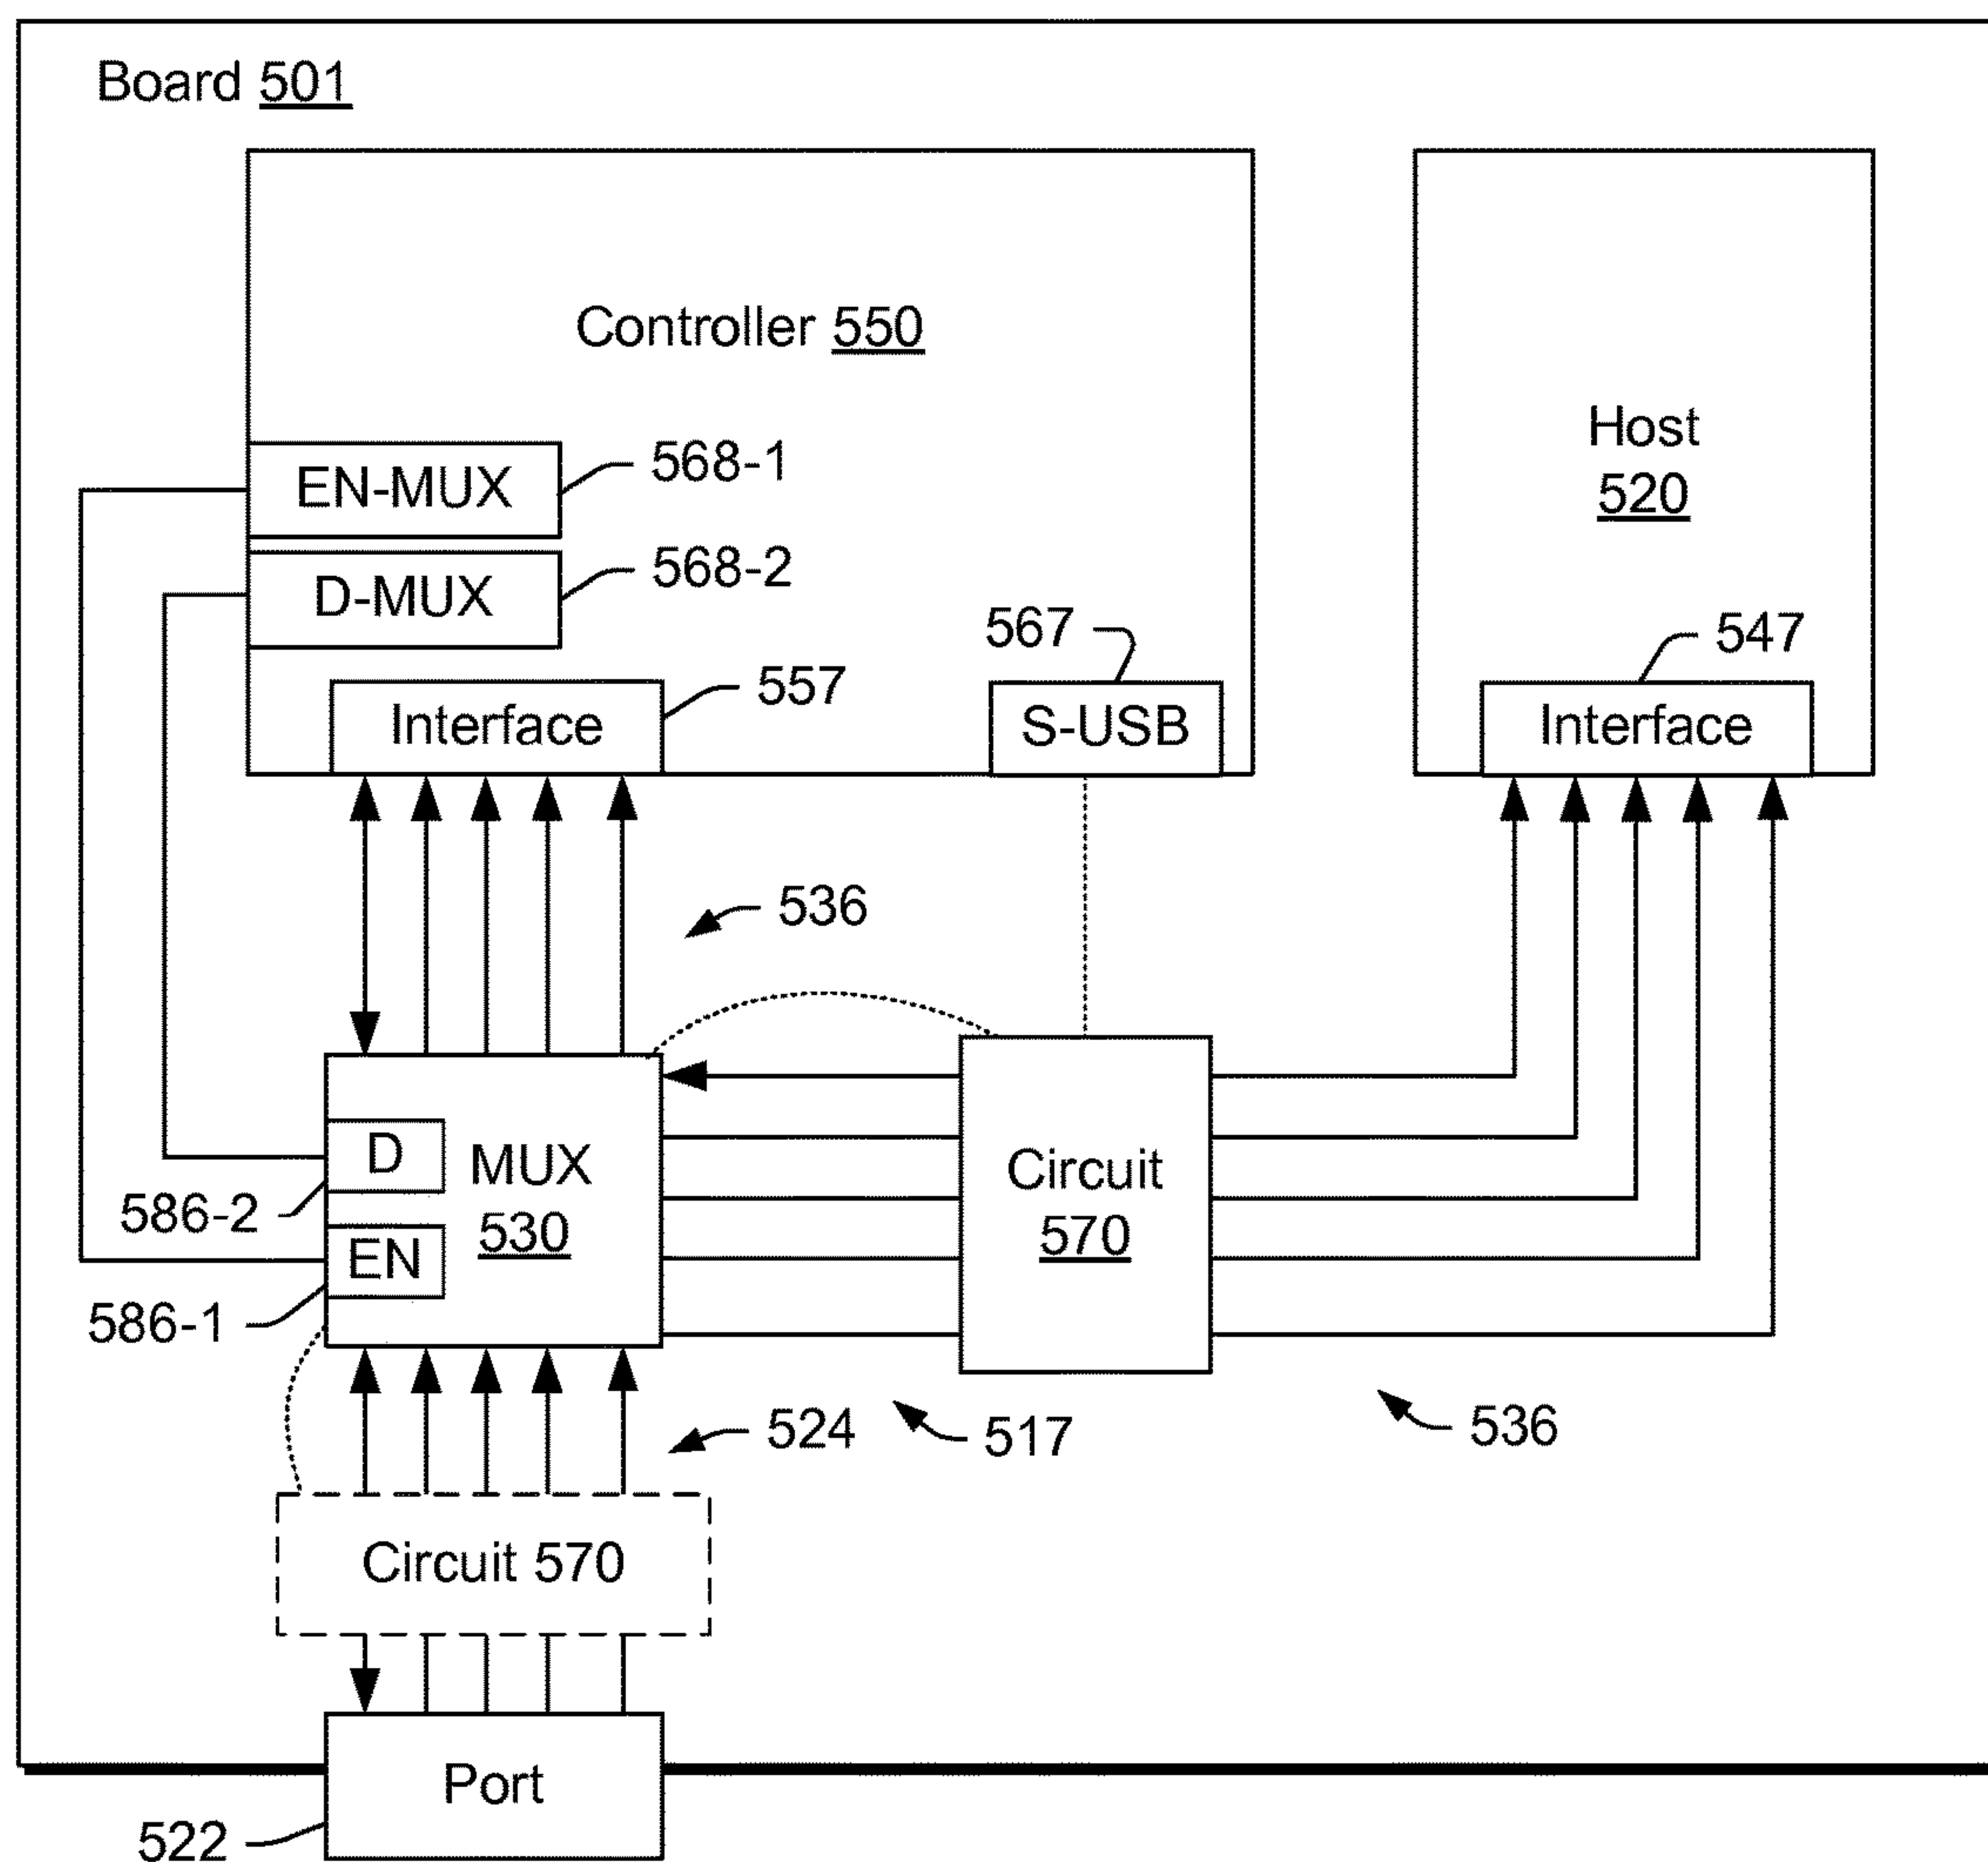 Board 501
Controller 550
Host
520
EN-MUX
568-1
D-MUX
568-2
567
547
557
Interface
S-USB
Interface
536
D
MUX
530
586-2
EN
586-1
Circuit
570
524
517
536
Circuit 570
Port
522